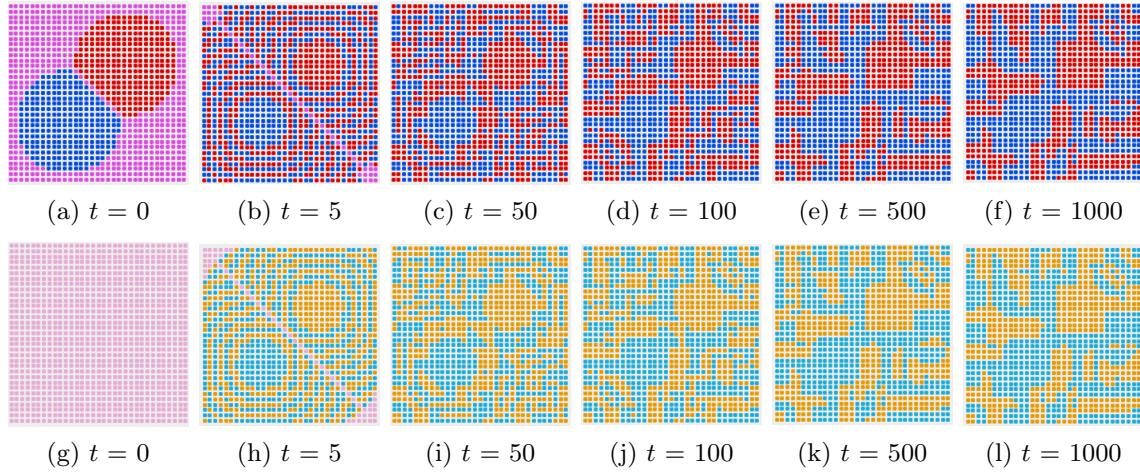 (a) t = 0 (b) t = 5 (c) t = 50 (d) t = 100 (e) t = 500 (f) t = 1000
(g) t = 0 (h) t = 5 (i) t = 50 (j) t = 100 (k) t = 500 (l) t = 1000